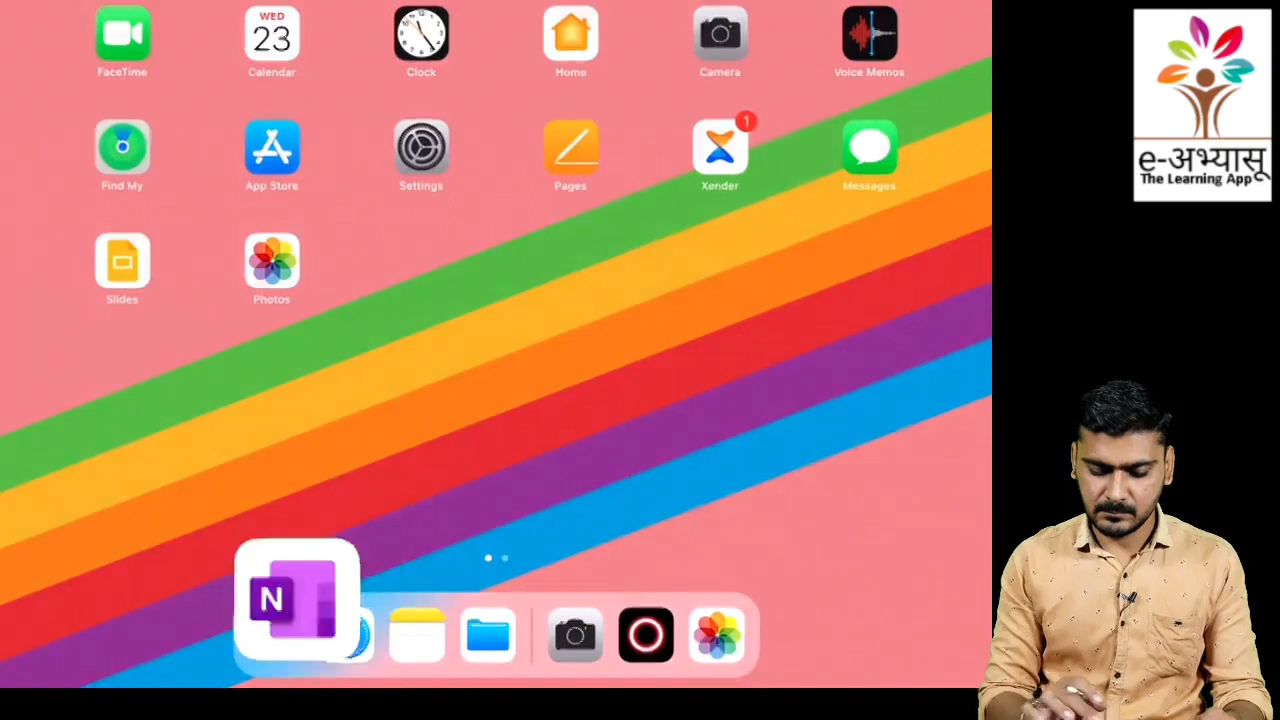 WED
23
FaceTime
Calendar
Clock
Home
Camera
Voice Memos
1
Find My
App Store
Settings
Pages
Xender
Messages
Slides
Photos
N
e-अभ्यासू
The Learning App